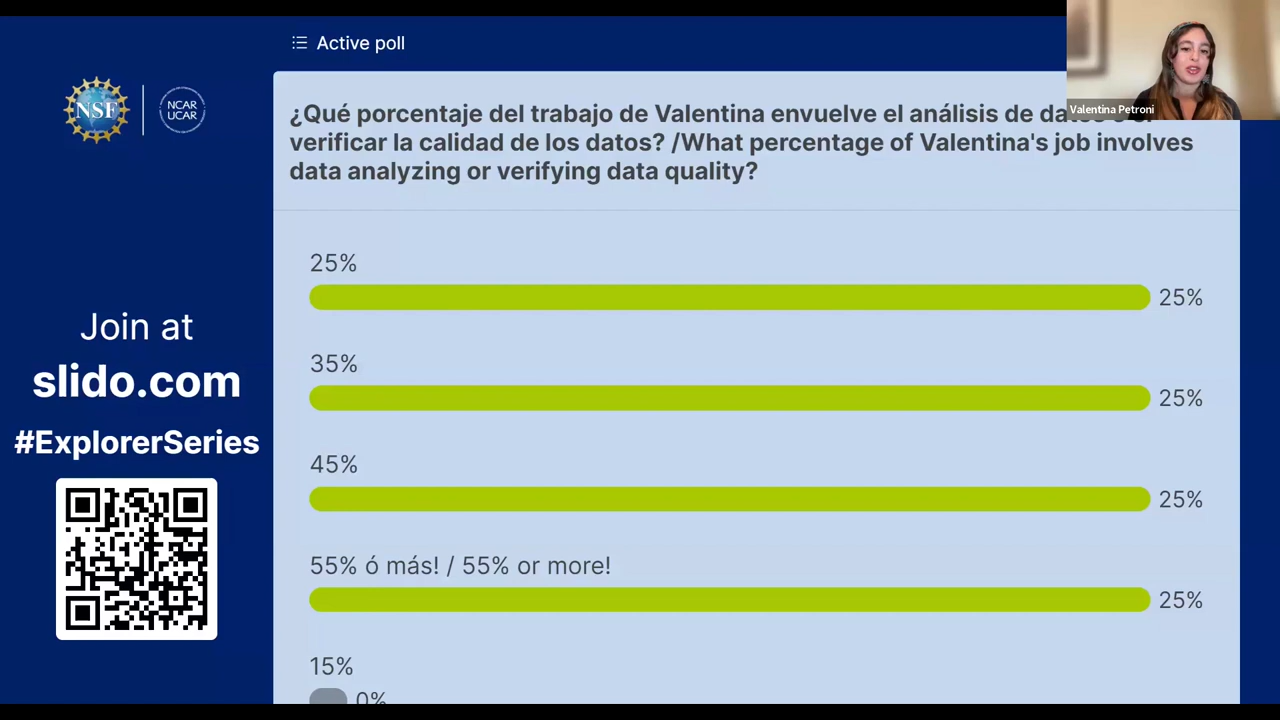 Active poll
NSF
NCAR
UCAR
Valentina Petroni
¿Qué porcentaje del trabajo de Valentina envuelve el análisis de
verificar la calidad de los datos? /What percentage of Valentina's job involves
data analyzing or verifying data quality?
25%
25%
35%
25%
45%
25%
55% ó más! / 55% or more!
25%
15%
0%
Join at
slido.com
#ExplorerSeries